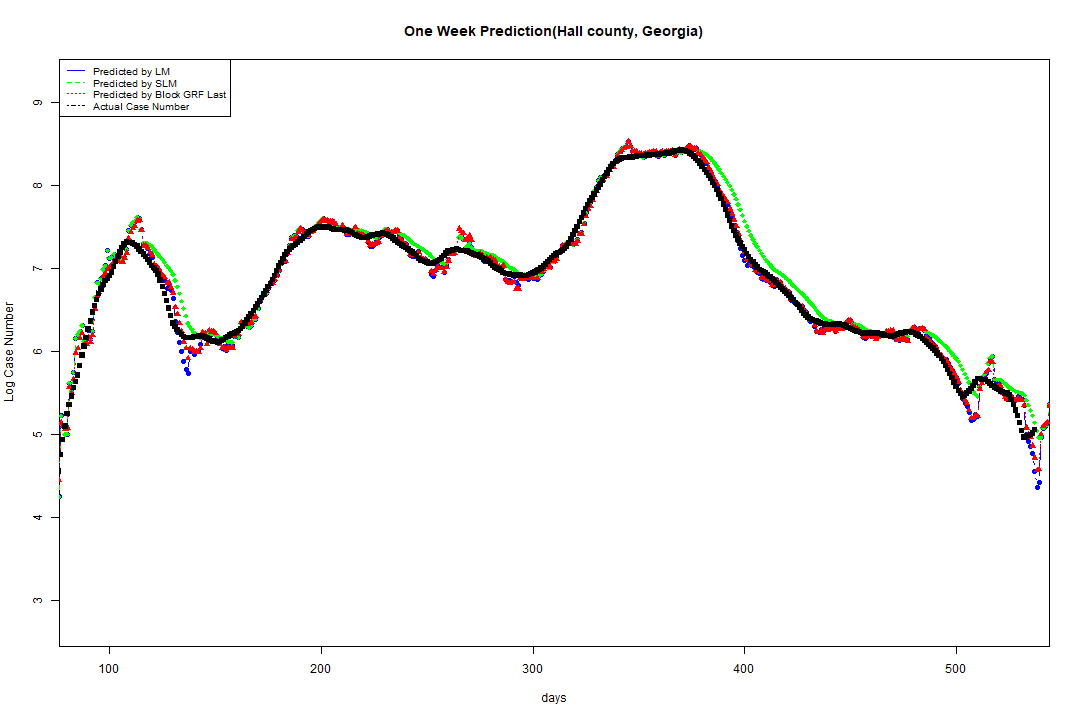 One Week Prediction(Hall county, Georgia)
Predicted by LM
Predicted by SLM
Predicted by Block GRF Last
Actual Case Number
9
8
7
6
5
4
3
Log Case Number
100 200 300 400 500
days